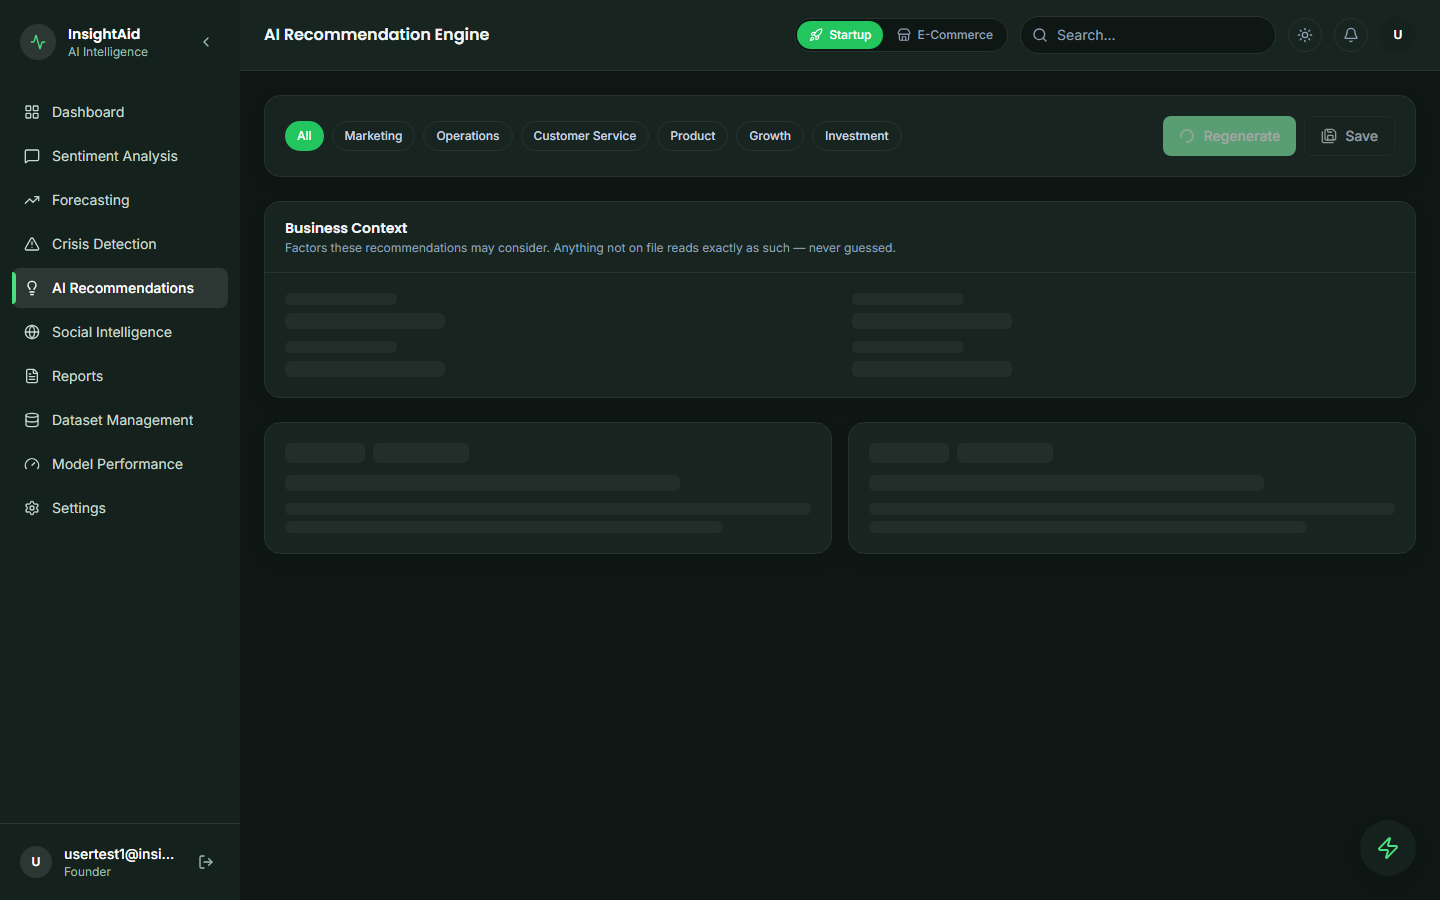 InsightAid
AI Intelligence
Dashboard
Sentiment Analysis
Forecasting
Crisis Detection
AI Recommendations
Social Intelligence
Reports
Dataset Management
Model Performance
Settings
U
usertest1@insi...
Founder
AI Recommendation Engine
Startup
E-Commerce
Search...
U
All
Marketing
Operations
Customer Service
Product
Growth
Investment
Regenerate
Save
Business Context
Factors these recommendations may consider. Anything not on file reads exactly as such — never guessed.